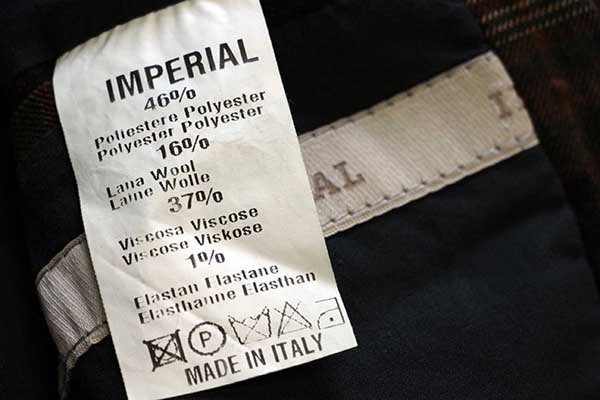 IMPERIAL
46%
Poliestere Polyester
Polyester Polyester
16%
Lana Wool
Laine Wolle
37%
Viscosa Viscose
Viscose Viskose
1%
Elastan Elastane
Elasthanne Elasthan
P
MADE IN ITALY
AL
I